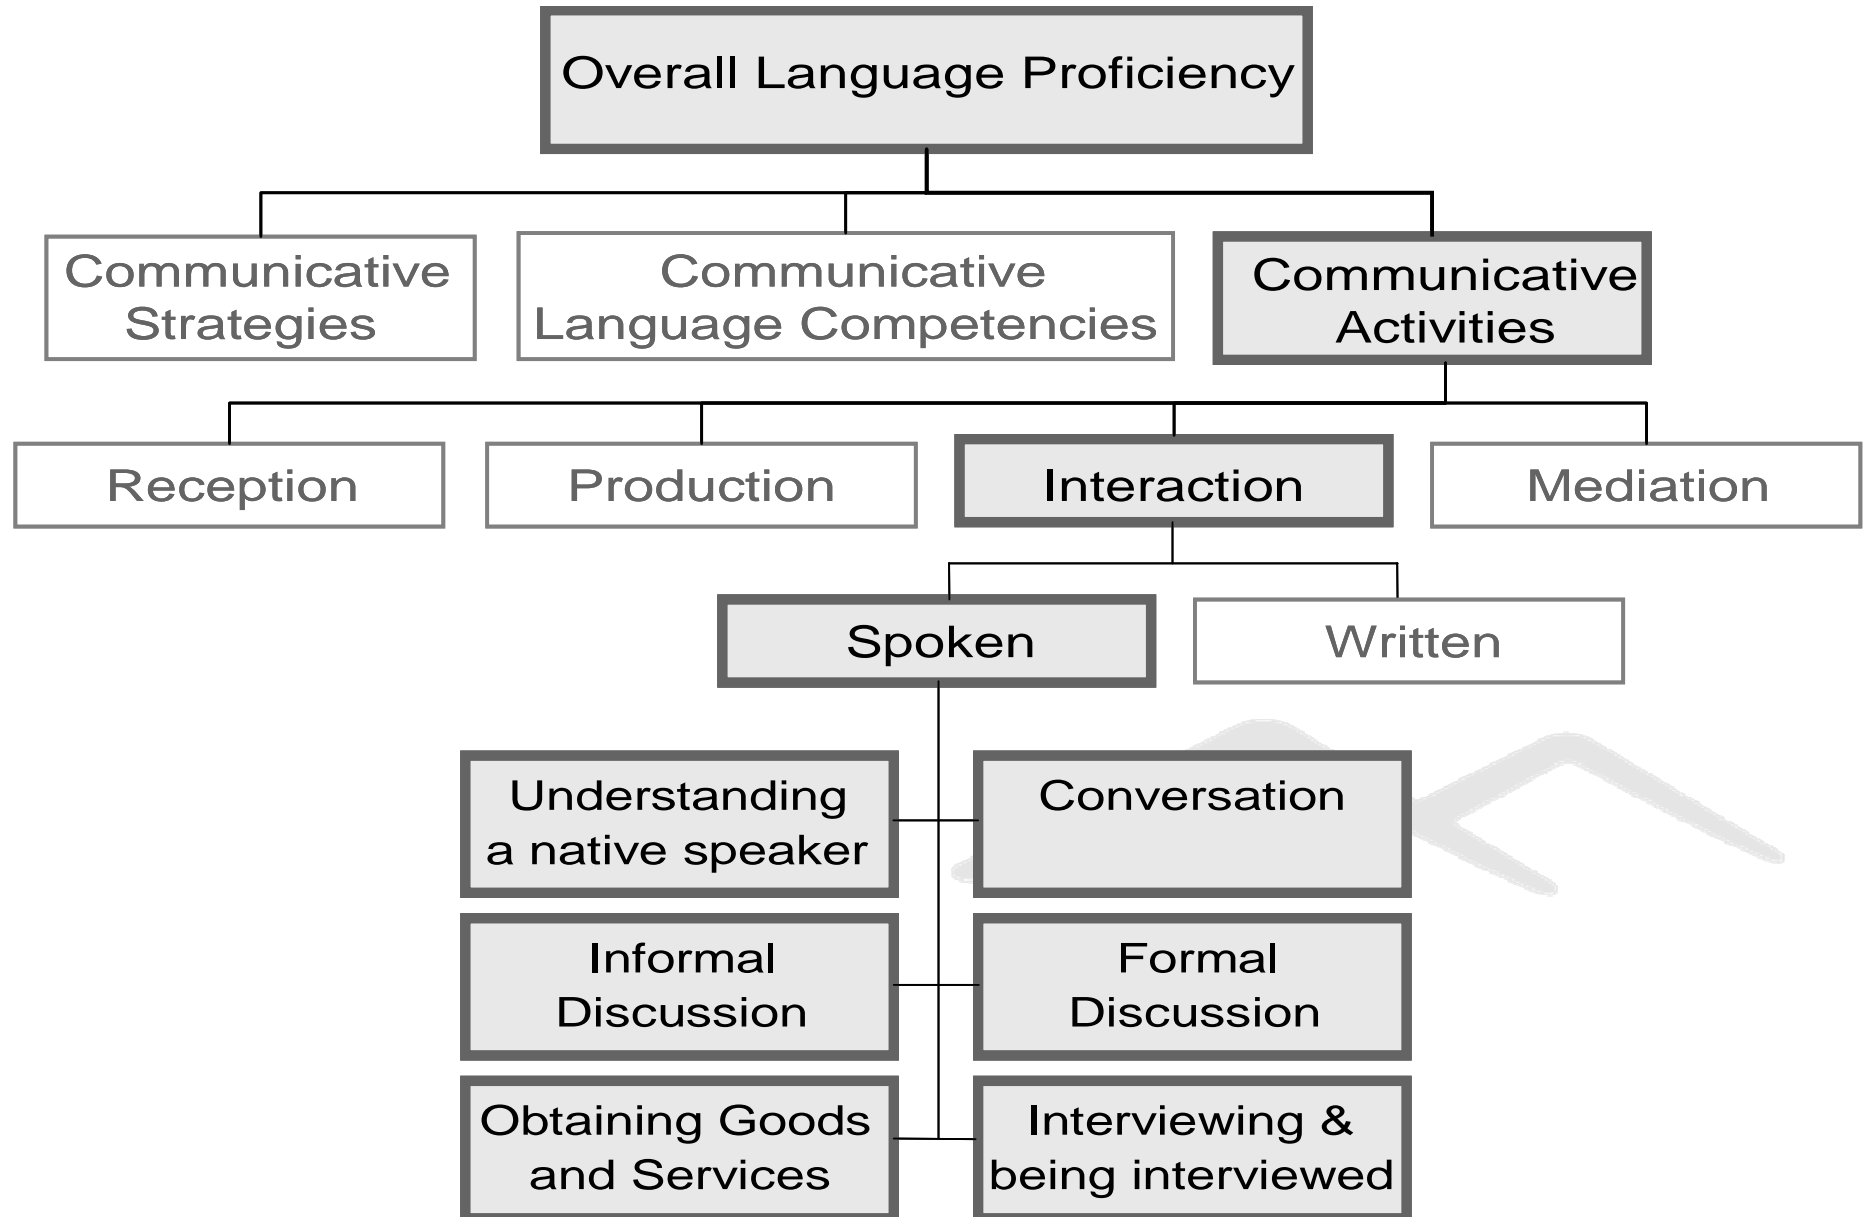 Overall Language Proficiency
Communicative
Strategies
Communicative
Language Competencies
Communicative
Activities
Reception
Production
Interaction
Mediation
Spoken
Written
Understanding
a native speaker
Conversation
Informal
Discussion
Formal
Discussion
Obtaining Goods
and Services
Interviewing &
being interviewed